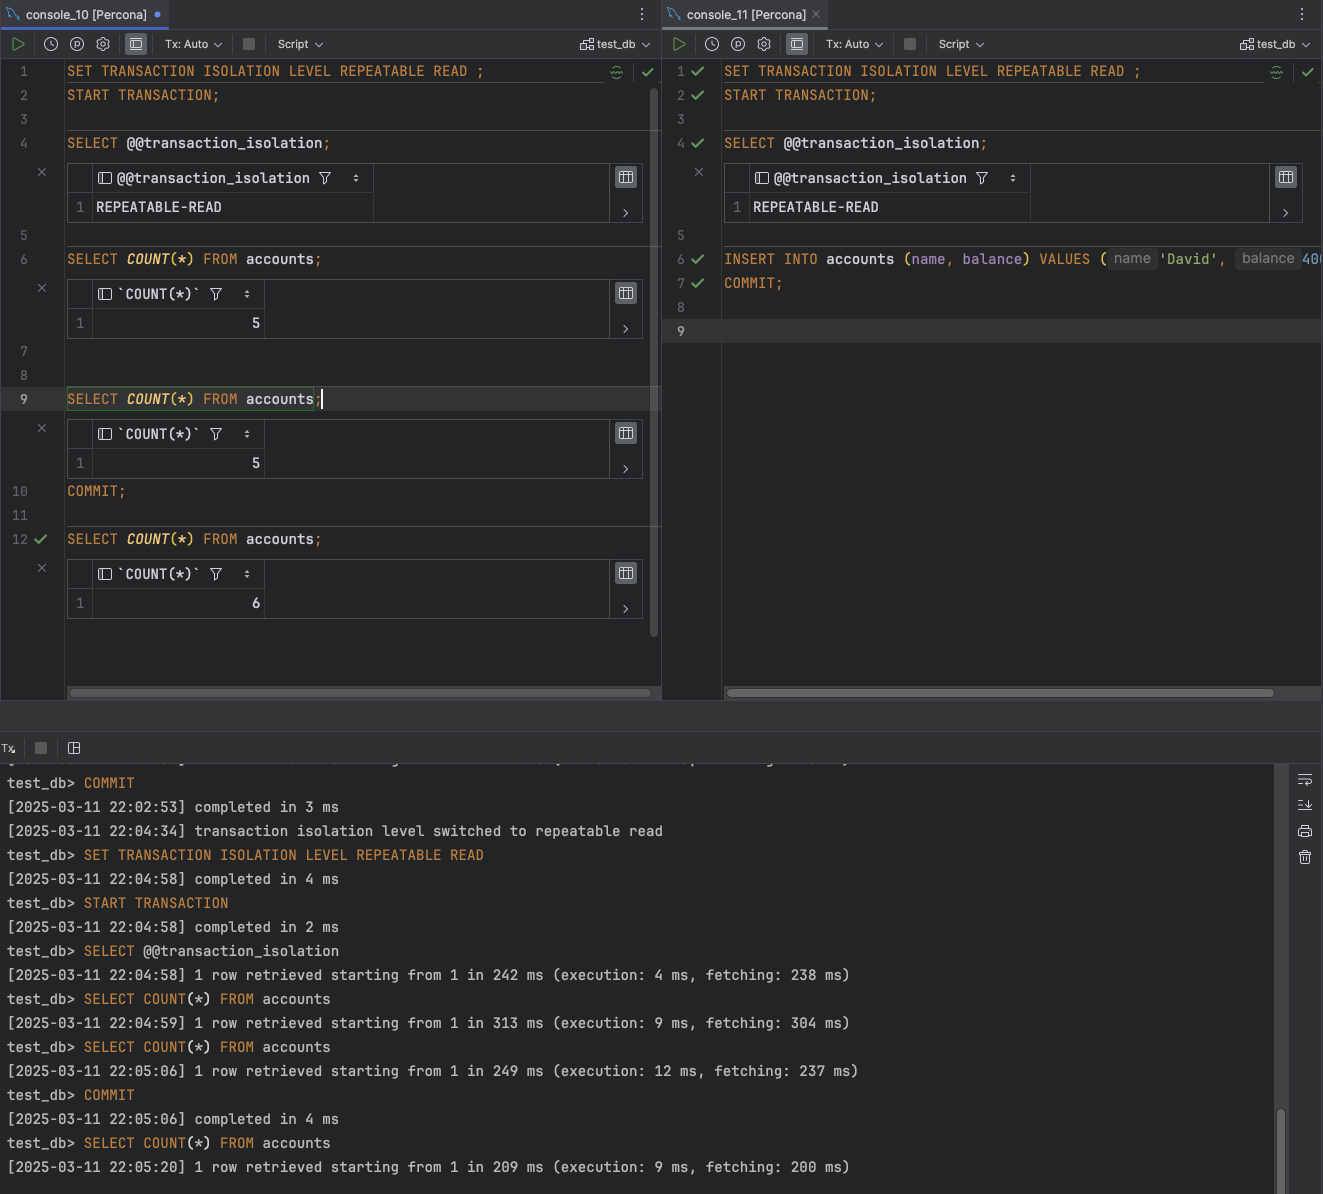 console_10 [Percona]
Tx: Auto
Script
test_db
1 SET TRANSACTION ISOLATION LEVEL REPEATABLE READ ;
2 START TRANSACTION;
3
4 SELECT @@transaction_isolation;
@@transaction_isolation
1 REPEATABLE-READ
5
6 SELECT COUNT(*) FROM accounts;
`COUNT(*)`
1 5
7
8
9 SELECT COUNT(*) FROM accounts;
`COUNT(*)`
1 5
10 COMMIT;
11
12 SELECT COUNT(*) FROM accounts;
`COUNT(*)`
1 6
console_11 [Percona]
Tx: Auto
Script
test_db
1 SET TRANSACTION ISOLATION LEVEL REPEATABLE READ ;
2 START TRANSACTION;
3
4 SELECT @@transaction_isolation;
@@transaction_isolation
1 REPEATABLE-READ
5
6 INSERT INTO accounts (name, balance) VALUES ( name 'David', balance 400
7 COMMIT;
8
9
Tx
test_db> COMMIT
[2025-03-11 22:02:53] completed in 3 ms
[2025-03-11 22:04:34] transaction isolation level switched to repeatable read
test_db> SET TRANSACTION ISOLATION LEVEL REPEATABLE READ
[2025-03-11 22:04:58] completed in 4 ms
test_db> START TRANSACTION
[2025-03-11 22:04:58] completed in 2 ms
test_db> SELECT @@transaction_isolation
[2025-03-11 22:04:58] 1 row retrieved starting from 1 in 242 ms (execution: 4 ms, fetching: 238 ms)
test_db> SELECT COUNT(*) FROM accounts
[2025-03-11 22:04:59] 1 row retrieved starting from 1 in 313 ms (execution: 9 ms, fetching: 304 ms)
test_db> SELECT COUNT(*) FROM accounts
[2025-03-11 22:05:06] 1 row retrieved starting from 1 in 249 ms (execution: 12 ms, fetching: 237 ms)
test_db> COMMIT
[2025-03-11 22:05:06] completed in 4 ms
test_db> SELECT COUNT(*) FROM accounts
[2025-03-11 22:05:20] 1 row retrieved starting from 1 in 209 ms (execution: 9 ms, fetching: 200 ms)